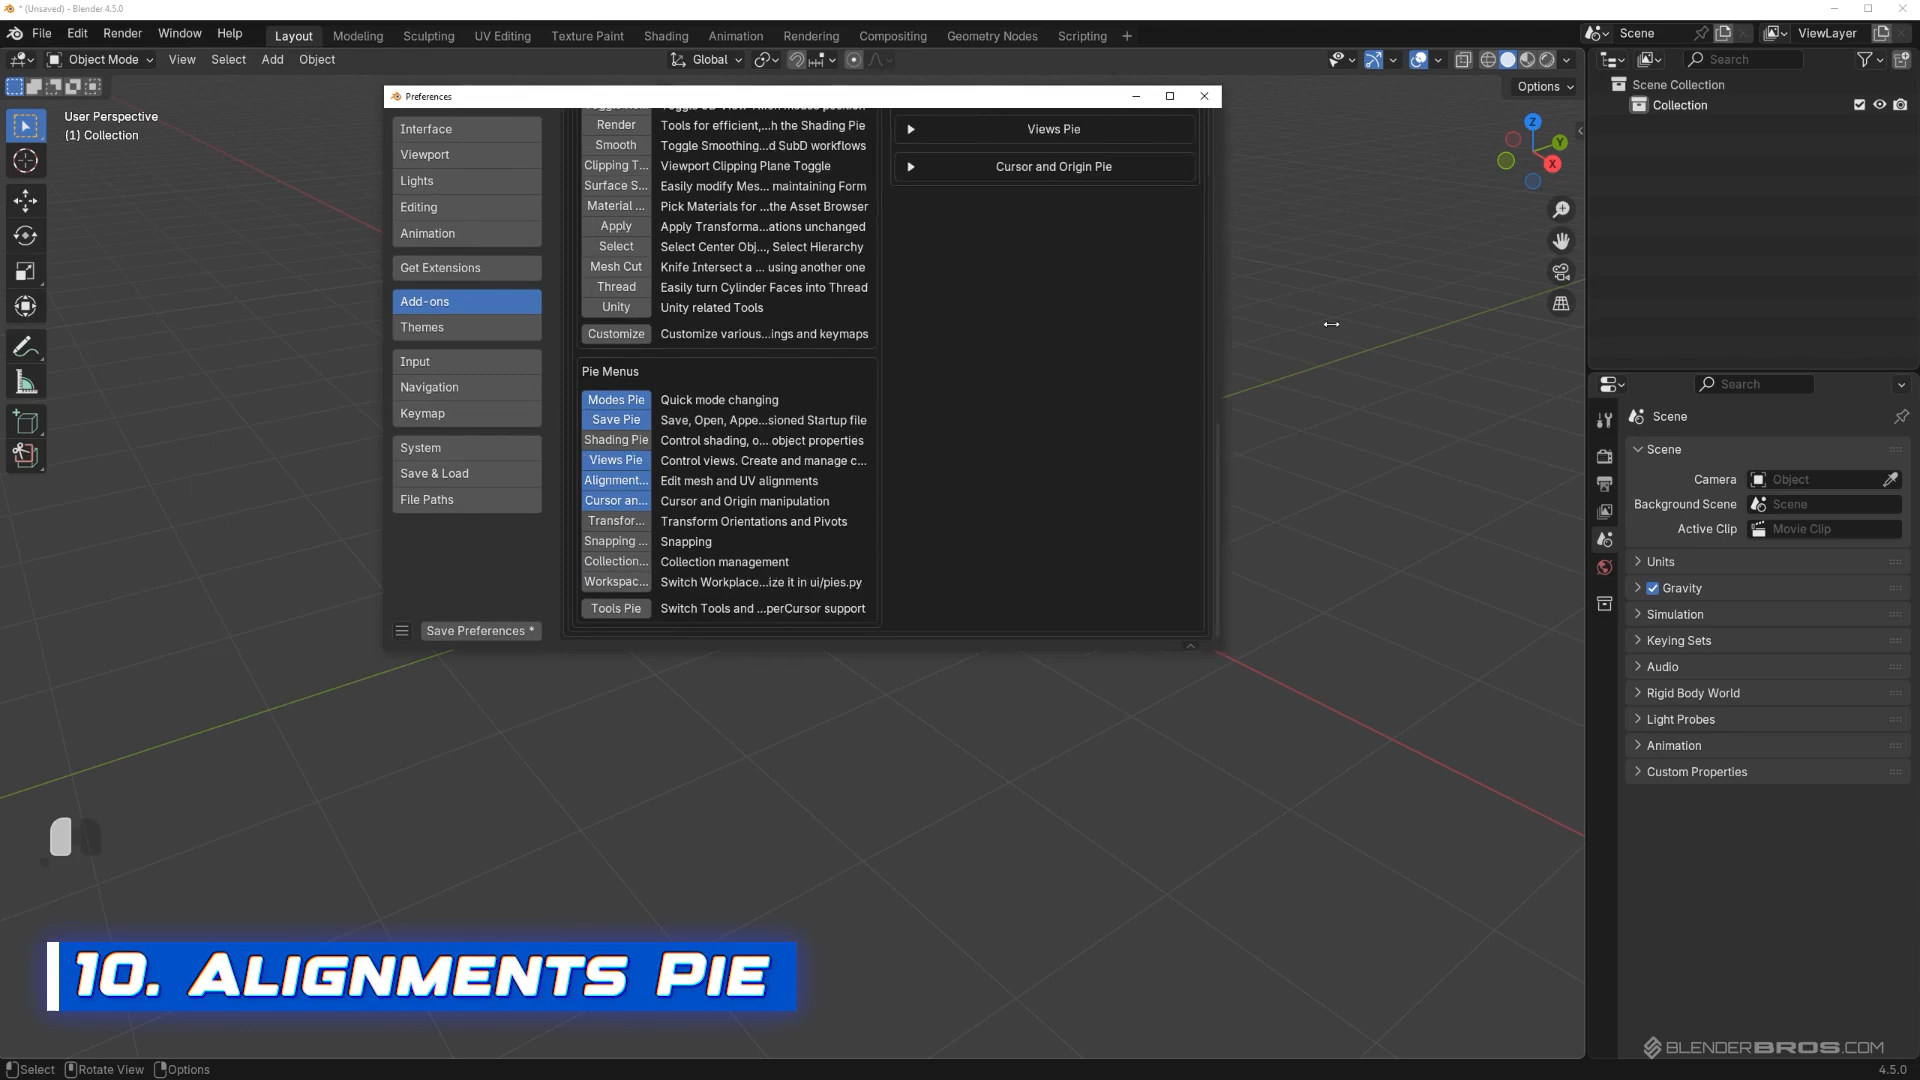 * (Unsaved) - Blender 4.5.0
File Edit Render Window Help Layout Modeling Sculpting UV Editing Texture Paint Shading Animation Rendering Compositing Geometry Nodes Scripting + Scene ViewLayer
Object Mode View Select Add Object Global Search
Options
User Perspective
(1) Collection
Scene Collection
Collection
Z
Y
X
Preferences
Interface
Viewport
Lights
Editing
Animation
Get Extensions
Add-ons
Themes
Input
Navigation
Keymap
System
Save & Load
File Paths
Save Preferences *
Render Tools for efficient,...h the Shading Pie
Smooth Toggle Smoothing...d SubD workflows
Clipping T... Viewport Clipping Plane Toggle
Surface S... Easily modify Mes... maintaining Form
Material ... Pick Materials for ...the Asset Browser
Apply Apply Transforma...ations unchanged
Select Select Center Obj..., Select Hierarchy
Mesh Cut Knife Intersect a ... using another one
Thread Easily turn Cylinder Faces into Thread
Unity Unity related Tools
Customize Customize various...ings and keymaps
Pie Menus
Modes Pie Quick mode changing
Save Pie Save, Open, Appe...sioned Startup file
Shading Pie Control shading, o... object properties
Views Pie Control views. Create and manage c...
Alignment... Edit mesh and UV alignments
Cursor an... Cursor and Origin manipulation
Transfor... Transform Orientations and Pivots
Snapping ... Snapping
Collection... Collection management
Workspac... Switch Workplace...ize it in ui/pies.py
Tools Pie Switch Tools and ...perCursor support
Views Pie
Cursor and Origin Pie
Search
Scene
Scene
Camera Object
Background Scene Scene
Active Clip Movie Clip
Units
Gravity
Simulation
Keying Sets
Audio
Rigid Body World
Light Probes
Animation
Custom Properties
10. ALIGNMENTS PIE
BLENDERBROS.COM
Select Rotate View Options 4.5.0